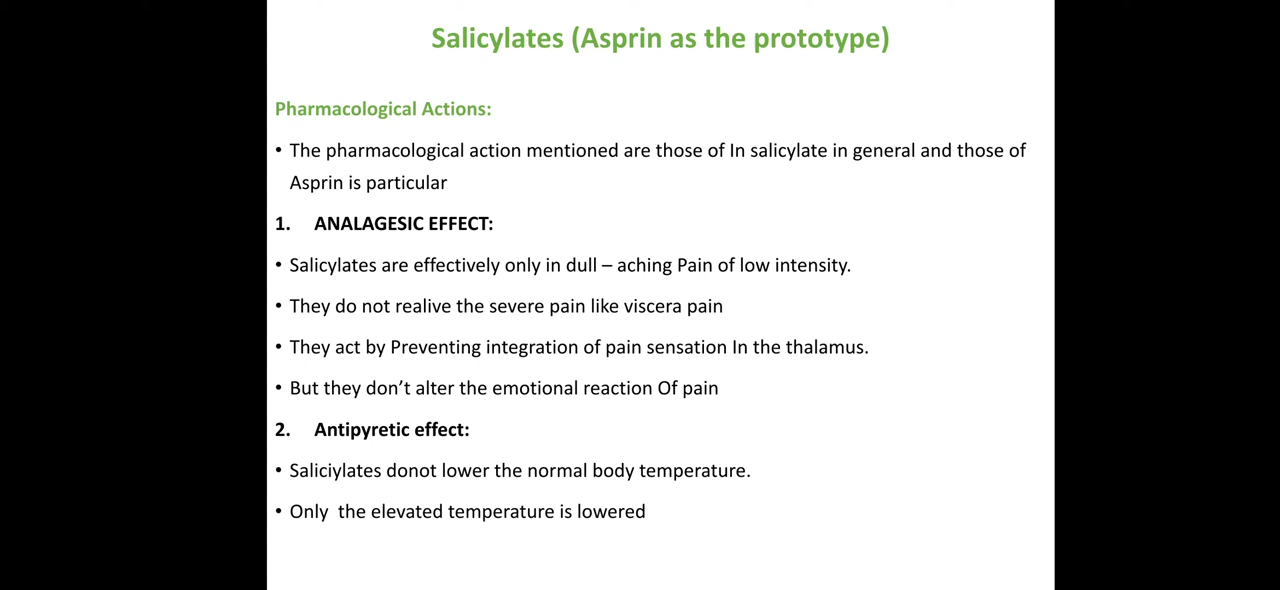 Salicylates (Asprin as the prototype)
Pharmacological Actions:
• The pharmacological action mentioned are those of In salicylate in general and those of
Asprin is particular
1. ANALAGESIC EFFECT:
• Salicylates are effectively only in dull – aching Pain of low intensity.
• They do not realive the severe pain like viscera pain
• They act by Preventing integration of pain sensation In the thalamus.
• But they don’t alter the emotional reaction Of pain
2. Antipyretic effect:
• Saliciylates donot lower the normal body temperature.
• Only the elevated temperature is lowered